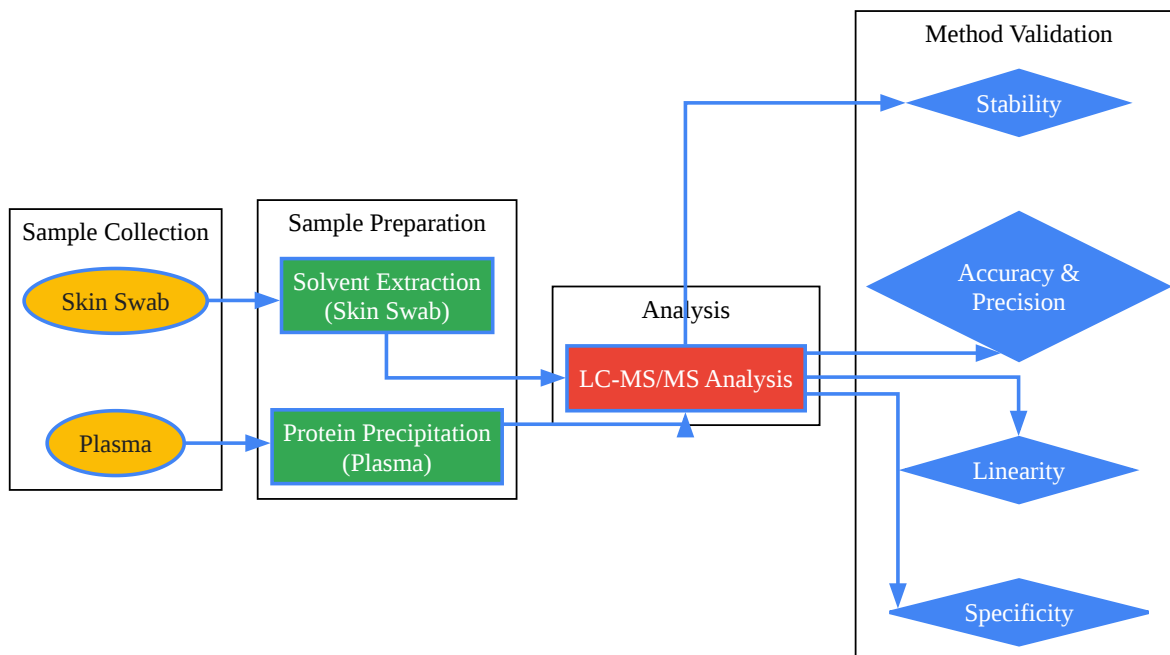 Sample Collection
Skin Swab
Plasma
Sample Preparation
Solvent Extraction
(Skin Swab)
Protein Precipitation
(Plasma)
Analysis
LC-MS/MS Analysis
Method Validation
Stability
Accuracy &
Precision
Linearity
Specificity